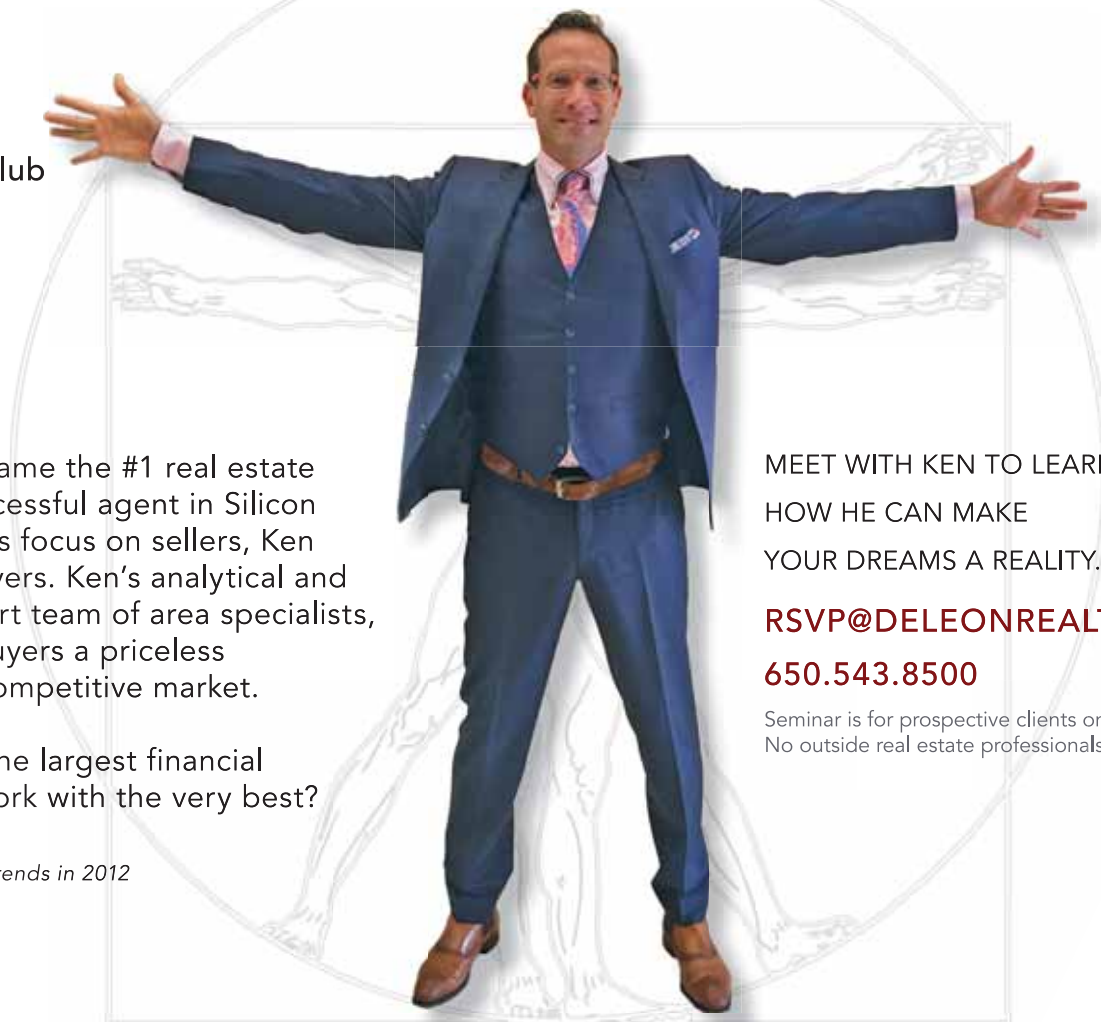 lub
ame the #1 real estate
cessful agent in Silicon
s focus on sellers, Ken
yers. Ken's analytical and
rt team of area specialists,
uyers a priceless
ompetitive market.
he largest financial
ork with the very best?
rends in 2012
MEET WITH KEN TO LEAR
HOW HE CAN MAKE
YOUR DREAMS A REALITY.
RSVP@DELEONREALT
650.543.8500
Seminar is for prospective clients on
No outside real estate professionals